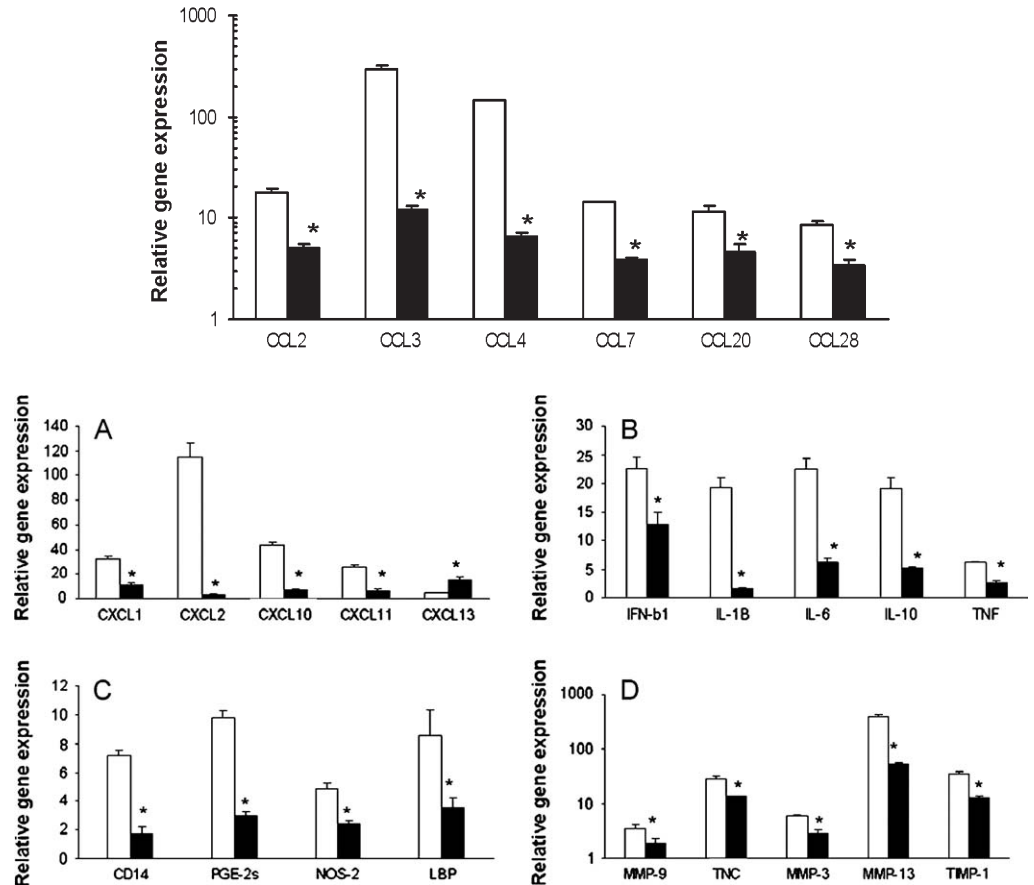 Relative gene expression
1000
100
10
1
* * * * * *
CCL2 CCL3 CCL4 CCL7 CCL20 CCL28
A
Relative gene expression
140
120
100
80
60
40
20
0
* * * * *
CXCL1 CXCL2 CXCL10 CXCL11 CXCL13
B
Relative gene expression
30
25
20
15
10
5
0
* * * * *
IFN-b1 IL-1B IL-6 IL-10 TNF
C
Relative gene expression
12
10
8
6
4
2
0
* * * *
CD14 PGE-2s NOS-2 LBP
D
Relative gene expression
1000
100
10
1
* * * * *
MMP-9 TNC MMP-3 MMP-13 TIMP-1